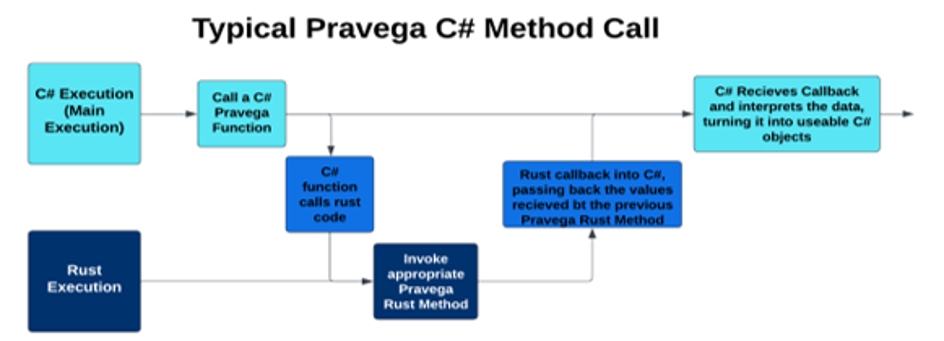 Typical Pravega C# Method Call
C# Execution
(Main
Execution)
Call a C#
Pravega
Function
C# Recieves Callback
and interprets the data,
turning it into useable C#
objects
C#
function
calls rust
code
Rust callback into C#,
passing back the values
recieved bt the previous
Pravega Rust Method
Rust
Execution
Invoke
appropriate
Pravega
Rust Method